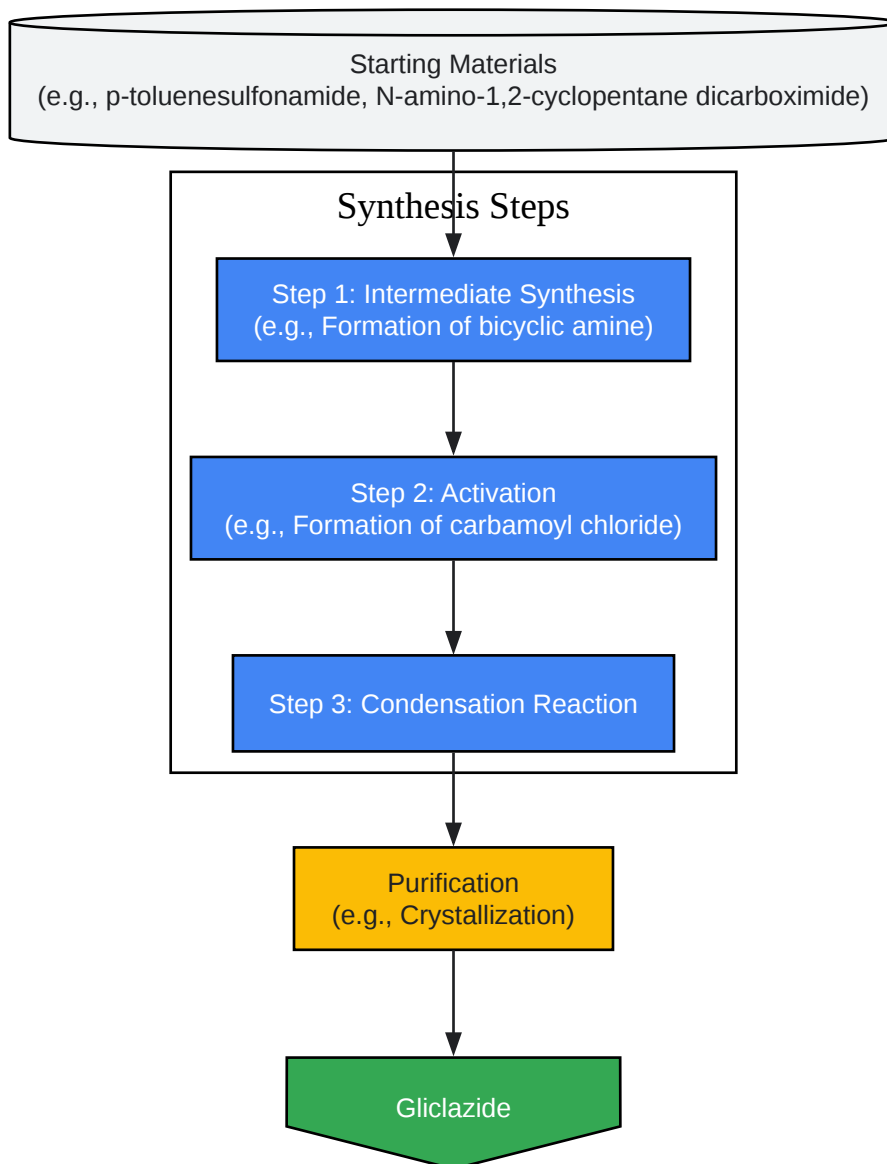 Starting Materials
(e.g., p-toluenesulfonamide, N-amino-1,2-cyclopentane dicarboximide)
Synthesis Steps
Step 1: Intermediate Synthesis
(e.g., Formation of bicyclic amine)
Step 2: Activation
(e.g., Formation of carbamoyl chloride)
Step 3: Condensation Reaction
Purification
(e.g., Crystallization)
Gliclazide